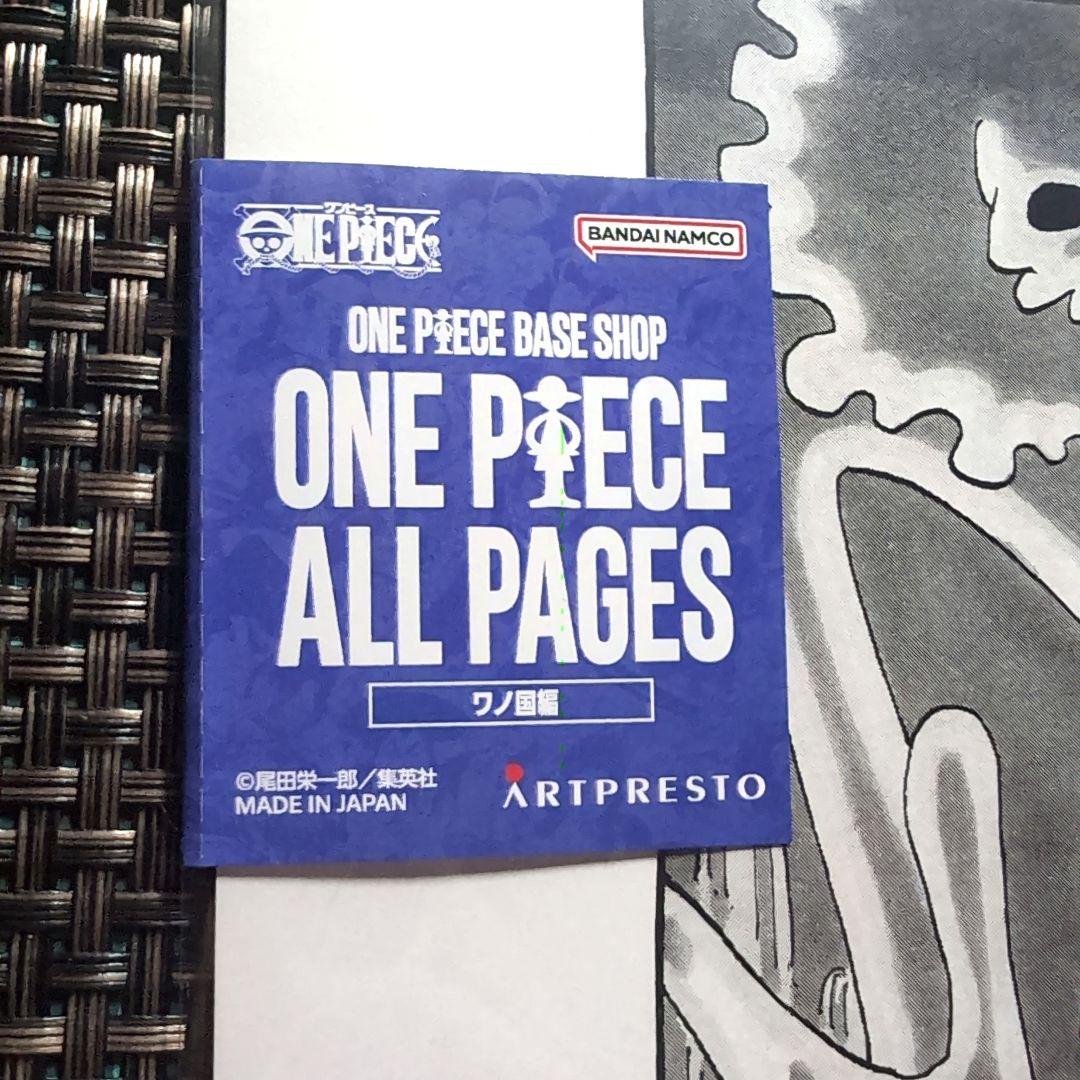 ワンピース
ONE PIECE
BANDAI NAMCO
ONE PIECE BASE SHOP
ONE PIECE
ALL PAGES
ワノ国編
©尾田栄一郎／集英社
MADE IN JAPAN
ARTPRESTO